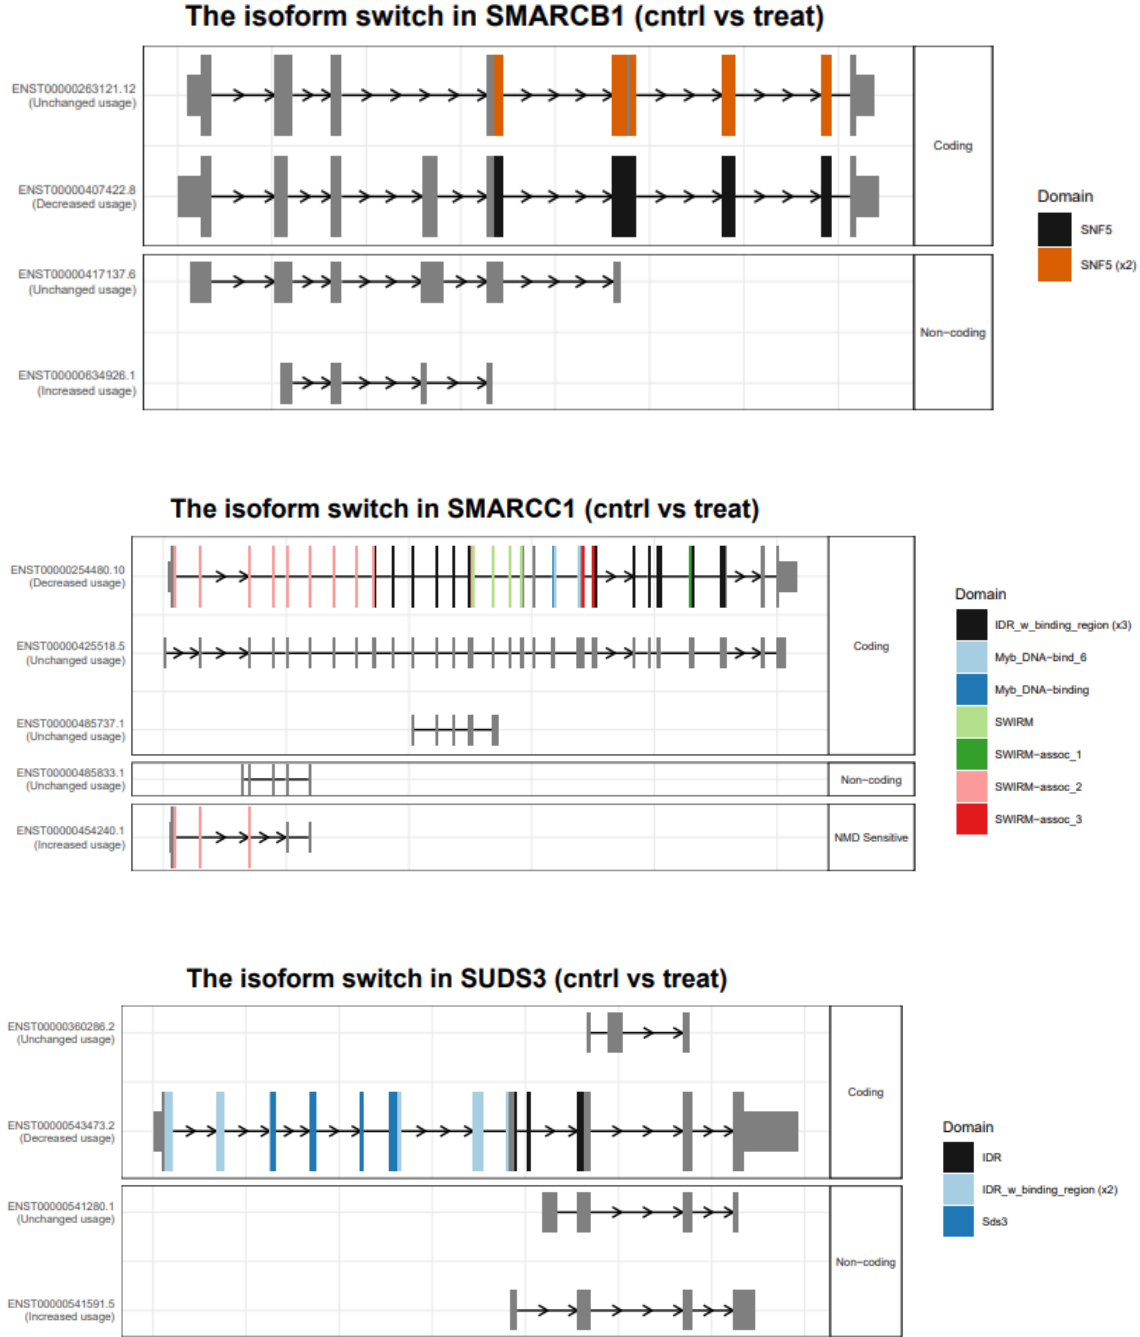 The isoform switch in SMARCB1 (cntrl vs treat)
ENST00000263121.12
(Unchanged usage)
ENST00000407422.8
(Decreased usage)
Coding
ENST00000417137.6
(Unchanged usage)
ENST00000634926.1
(Increased usage)
Non-coding
Domain
SNF5
SNF5 (x2)
The isoform switch in SMARCC1 (cntrl vs treat)
ENST00000254480.10
(Decreased usage)
ENST00000425518.5
(Unchanged usage)
ENST00000485737.1
(Unchanged usage)
Coding
ENST00000485833.1
(Unchanged usage)
Non-coding
ENST00000454240.1
(Increased usage)
NMD Sensitive
Domain
IDR_w_binding_region (x3)
Myb_DNA-bind_6
Myb_DNA-binding
SWIRM
SWIRM-assoc_1
SWIRM-assoc_2
SWIRM-assoc_3
The isoform switch in SUDS3 (cntrl vs treat)
ENST00000360286.2
(Unchanged usage)
ENST00000543473.2
(Decreased usage)
Coding
ENST00000541280.1
(Unchanged usage)
ENST00000541591.5
(Increased usage)
Non-coding
Domain
IDR
IDR_w_binding_region (x2)
Sds3